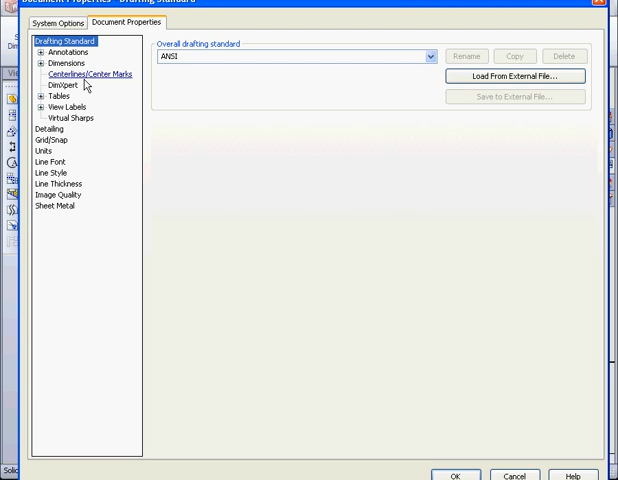 Document Properties - Drafting Standard
System Options
Document Properties
Drafting Standard
Annotations
Dimensions
Centerlines/Center Marks
DimXpert
Tables
View Labels
Virtual Sharps
Detailing
Grid/Snap
Units
Line Font
Line Style
Line Thickness
Image Quality
Sheet Metal
Overall drafting standard
ANSI
Rename
Copy
Delete
Load From External File...
Save to External File...
OK
Cancel
Help